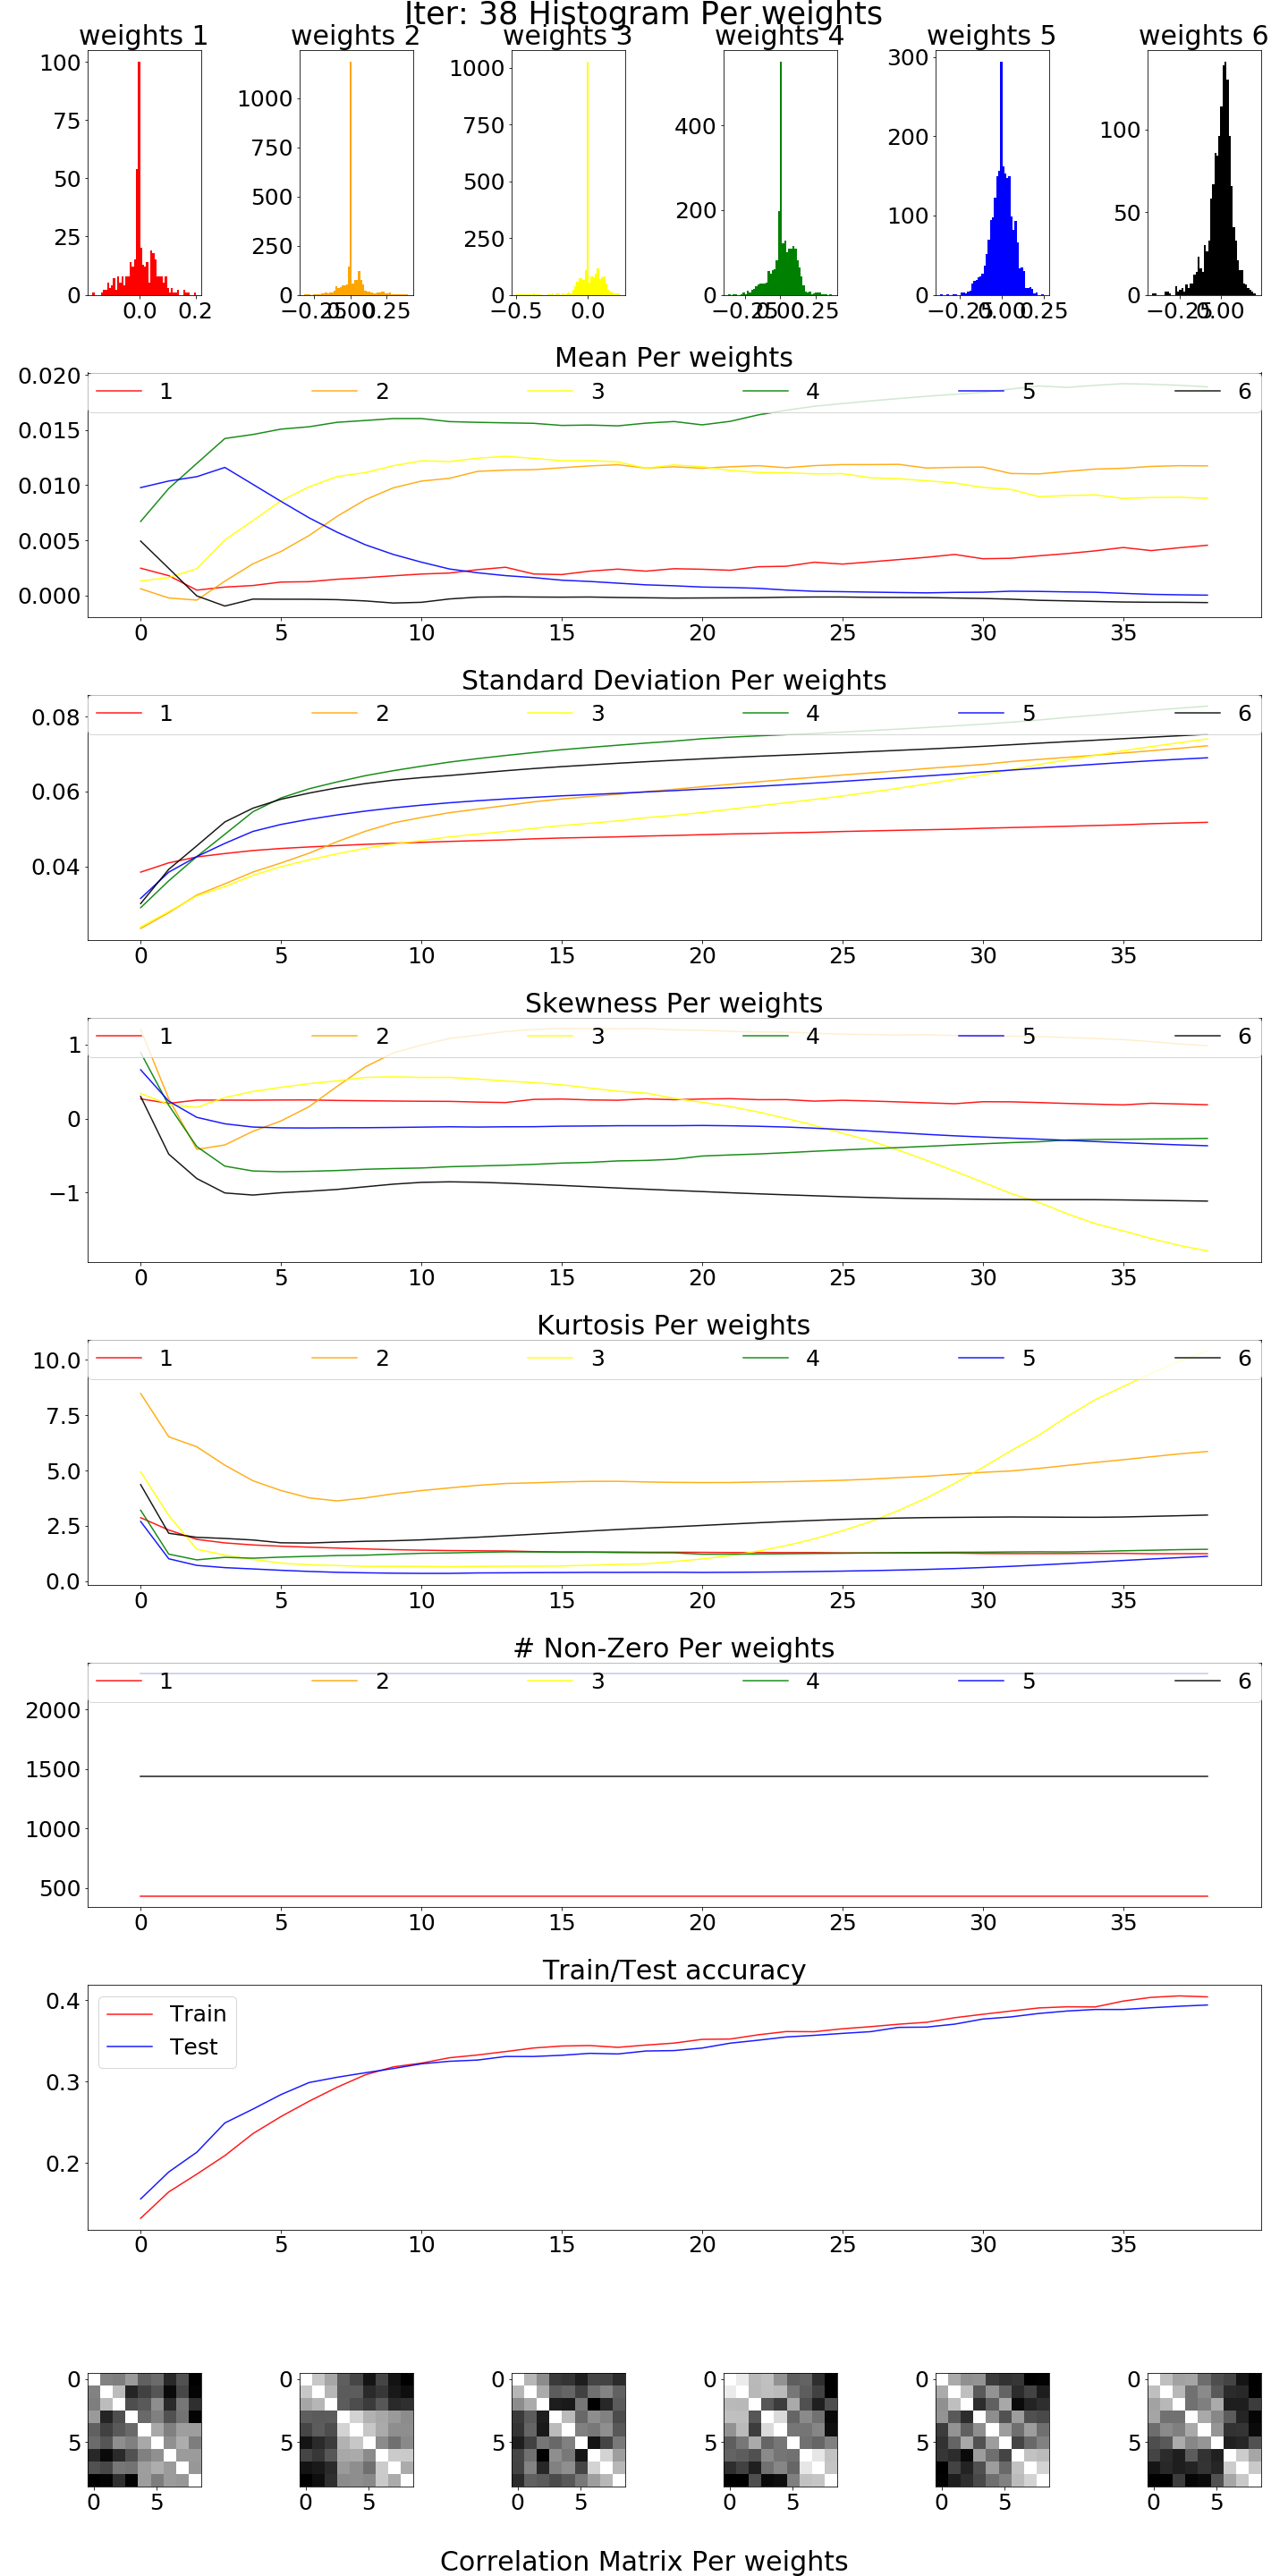 Iter: 38 Histogram Per weights
weights 1 weights 2 weights 3 weights 4 weights 5 weights 6
100
75
50
25
0
0.0 0.2
1000
750
500
250
0
−0.25 0.00 0.25
1000
750
500
250
0
−0.5 0.0
400
200
0
−0.25 0.00 0.25
300
200
100
0
−0.25 0.00 0.25
100
50
0
−0.25 0.00
Mean Per weights
1 2 3 4 5 6
0.020
0.015
0.010
0.005
0.000
0 5 10 15 20 25 30 35
Standard Deviation Per weights
1 2 3 4 5 6
0.08
0.06
0.04
0 5 10 15 20 25 30 35
Skewness Per weights
1 2 3 4 5 6
1
0
−1
0 5 10 15 20 25 30 35
Kurtosis Per weights
1 2 3 4 5 6
10.0
7.5
5.0
2.5
0.0
0 5 10 15 20 25 30 35
# Non-Zero Per weights
1 2 3 4 5 6
2000
1500
1000
500
0 5 10 15 20 25 30 35
Train/Test accuracy
Train
Test
0.4
0.3
0.2
0 5 10 15 20 25 30 35
0
5
0 5
0
5
0 5
0
5
0 5
0
5
0 5
0
5
0 5
0
5
0 5
Correlation Matrix Per weights